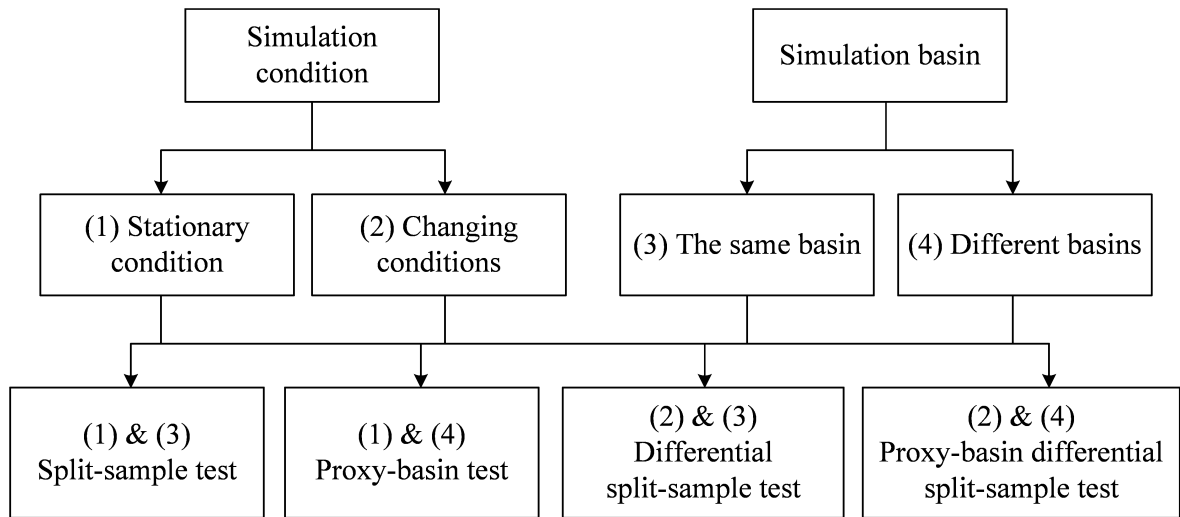 Simulation
condition
Simulation basin
(1) Stationary
condition
(2) Changing
conditions
(3) The same basin
(4) Different basins
(1) & (3)
Split-sample test
(1) & (4)
Proxy-basin test
(2) & (3)
Differential
split-sample test
(2) & (4)
Proxy-basin differential
split-sample test